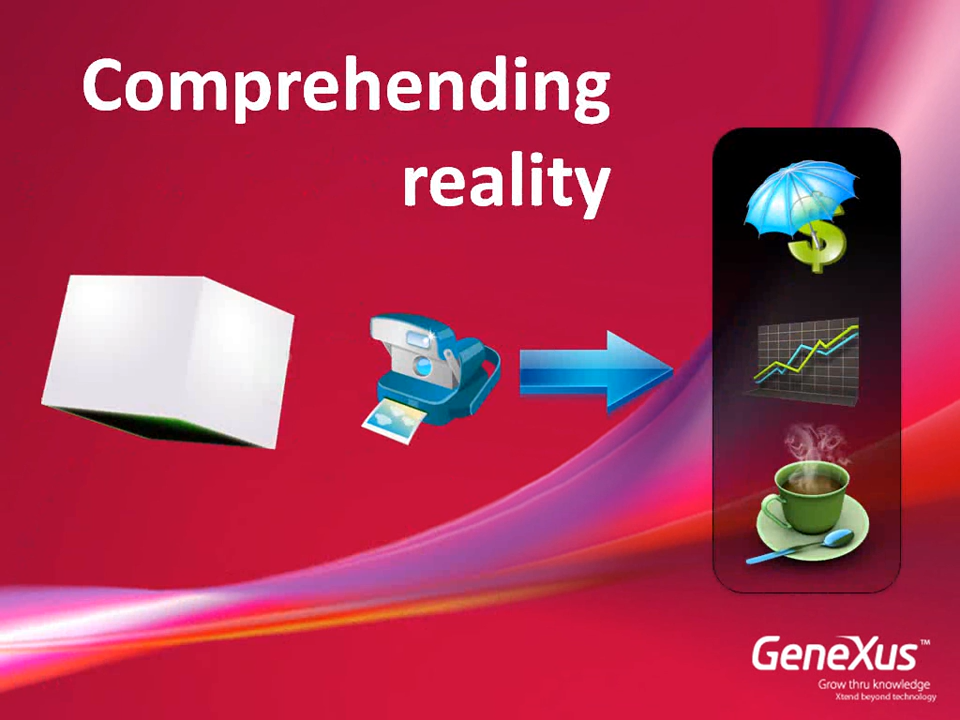 Comprehending
reality
GeneXus™
Grow thru knowledge
Xtend beyond technology